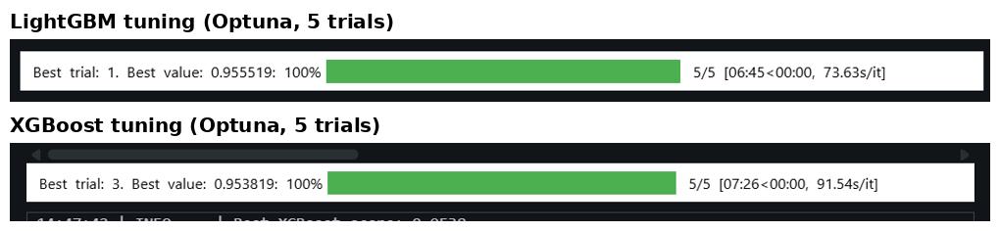 LightGBM tuning (Optuna, 5 trials)
Best trial: 1. Best value: 0.955519: 100% 5/5 [06:45<00:00, 73.63s/it]
XGBoost tuning (Optuna, 5 trials)
Best trial: 3. Best value: 0.953819: 100% 5/5 [07:26<00:00, 91.54s/it]
14:47:42 | INFO | Best XGBoost score: 0.9538